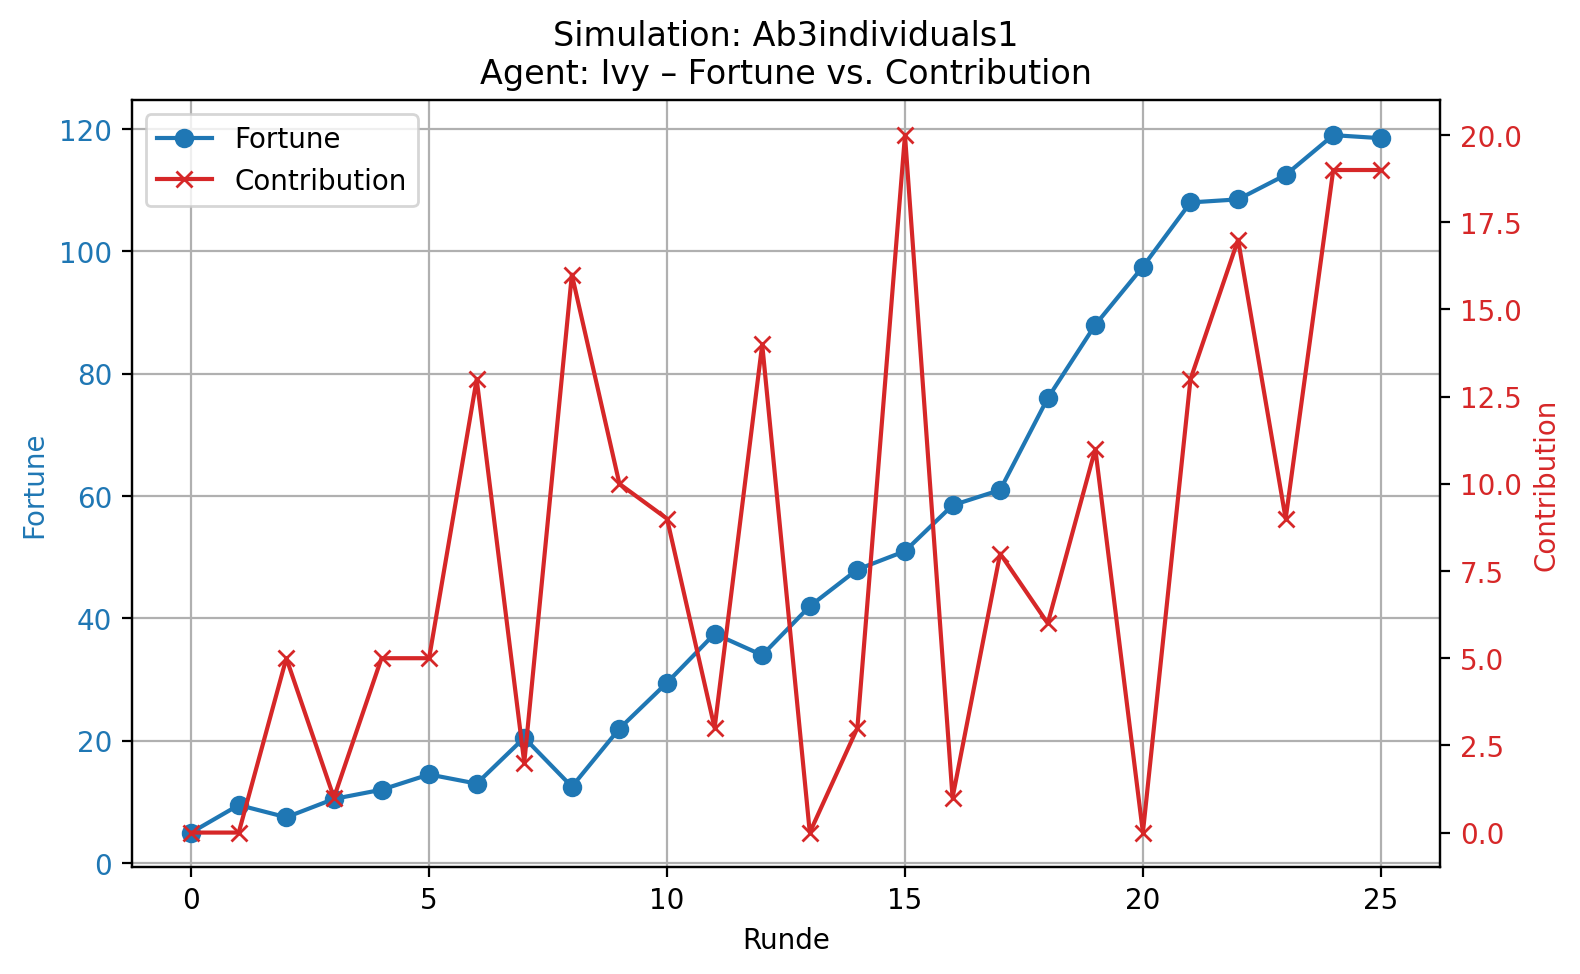 Simulation: Ab3individuals1
Agent: Ivy – Fortune vs. Contribution
Fortune
Contribution
120
100
80
60
40
20
0
Fortune
20.0
17.5
15.0
12.5
10.0
7.5
5.0
2.5
0.0
Contribution
0 5 10 15 20 25
Runde